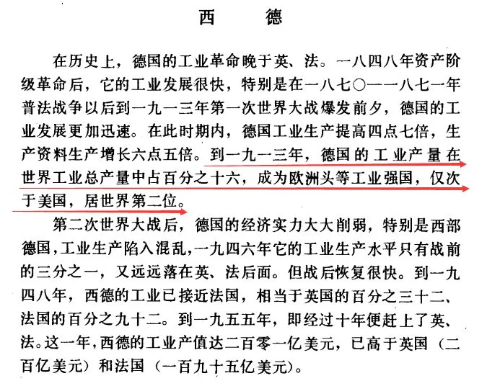 西 德
在历史上，德国的工业革命晚于英、法。一八四八年资产阶
级革命后，它的工业发展很快，特别是在一八七〇—一八七一年
普法战争以后到一九一三年第一次世界大战爆发前夕，德国的工
业发展更加迅速。在此时期内，德国工业生产提高四点七倍，生
产资料生产增长六点五倍。到一九一三年，德国的工业产量在
世界工业总产量中占百分之十六，成为欧洲头等工业强国，仅次
于美国，居世界第二位。
第二次世界大战后，德国的经济实力大大削弱，特别是西部
德国，工业生产陷入混乱，一九四六年它的工业生产水平只有战前
的三分之一，又远远落在英、法后面。但战后恢复很快。到一九
四八年，西德的工业已接近法国，相当于英国的百分之三十二、
法国的百分之九十二。到一九五五年，即经过十年便赶上了英、
法。这一年，西德的工业产值达二百零一亿美元，已高于英国（二
百亿美元）和法国（一百九十五亿美元）。